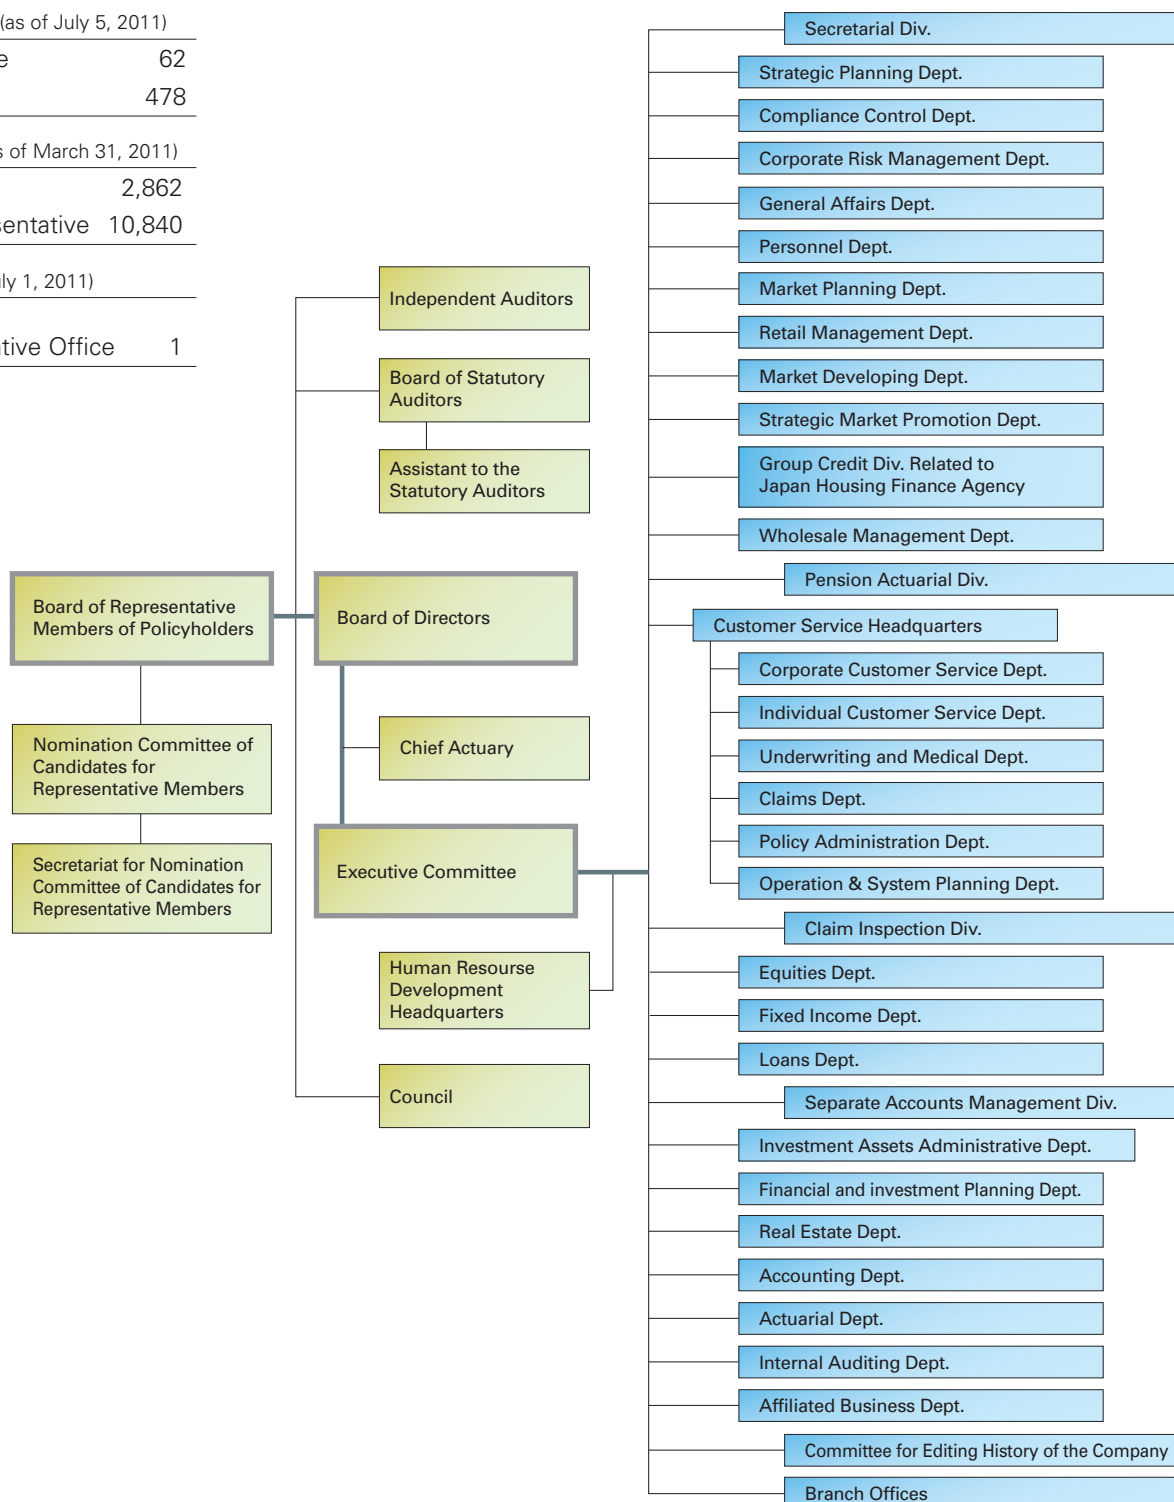 (as of July 5, 2011)
62
478
of March 31, 2011)
2,862
10,840
1, 2011)
Office 1
Independent Auditors
Board of Statutory
Auditors
Assistant to the
Statutory Auditors
Board of Representative
Members of Policyholders
Board of Directors
Nomination Committee of
Candidates for
Representative Members
Chief Actuary
Secretariat for Nomination
Committee of Candidates for
Representative Members
Executive Committee
Human Resourse
Development
Headquarters
Council
Secretarial Div.
Strategic Planning Dept.
Compliance Control Dept.
Corporate Risk Management Dept.
General Affairs Dept.
Personnel Dept.
Market Planning Dept.
Retail Management Dept.
Market Developing Dept.
Strategic Market Promotion Dept.
Group Credit Div. Related to
Japan Housing Finance Agency
Wholesale Management Dept.
Pension Actuarial Div.
Customer Service Headquarters
Corporate Customer Service Dept.
Individual Customer Service Dept.
Underwriting and Medical Dept.
Claims Dept.
Policy Administration Dept.
Operation & System Planning Dept.
Claim Inspection Div.
Equities Dept.
Fixed Income Dept.
Loans Dept.
Separate Accounts Management Div.
Investment Assets Administrative Dept.
Financial and investment Planning Dept.
Real Estate Dept.
Accounting Dept.
Actuarial Dept.
Internal Auditing Dept.
Affiliated Business Dept.
Committee for Editing History of the Company
Branch Offices